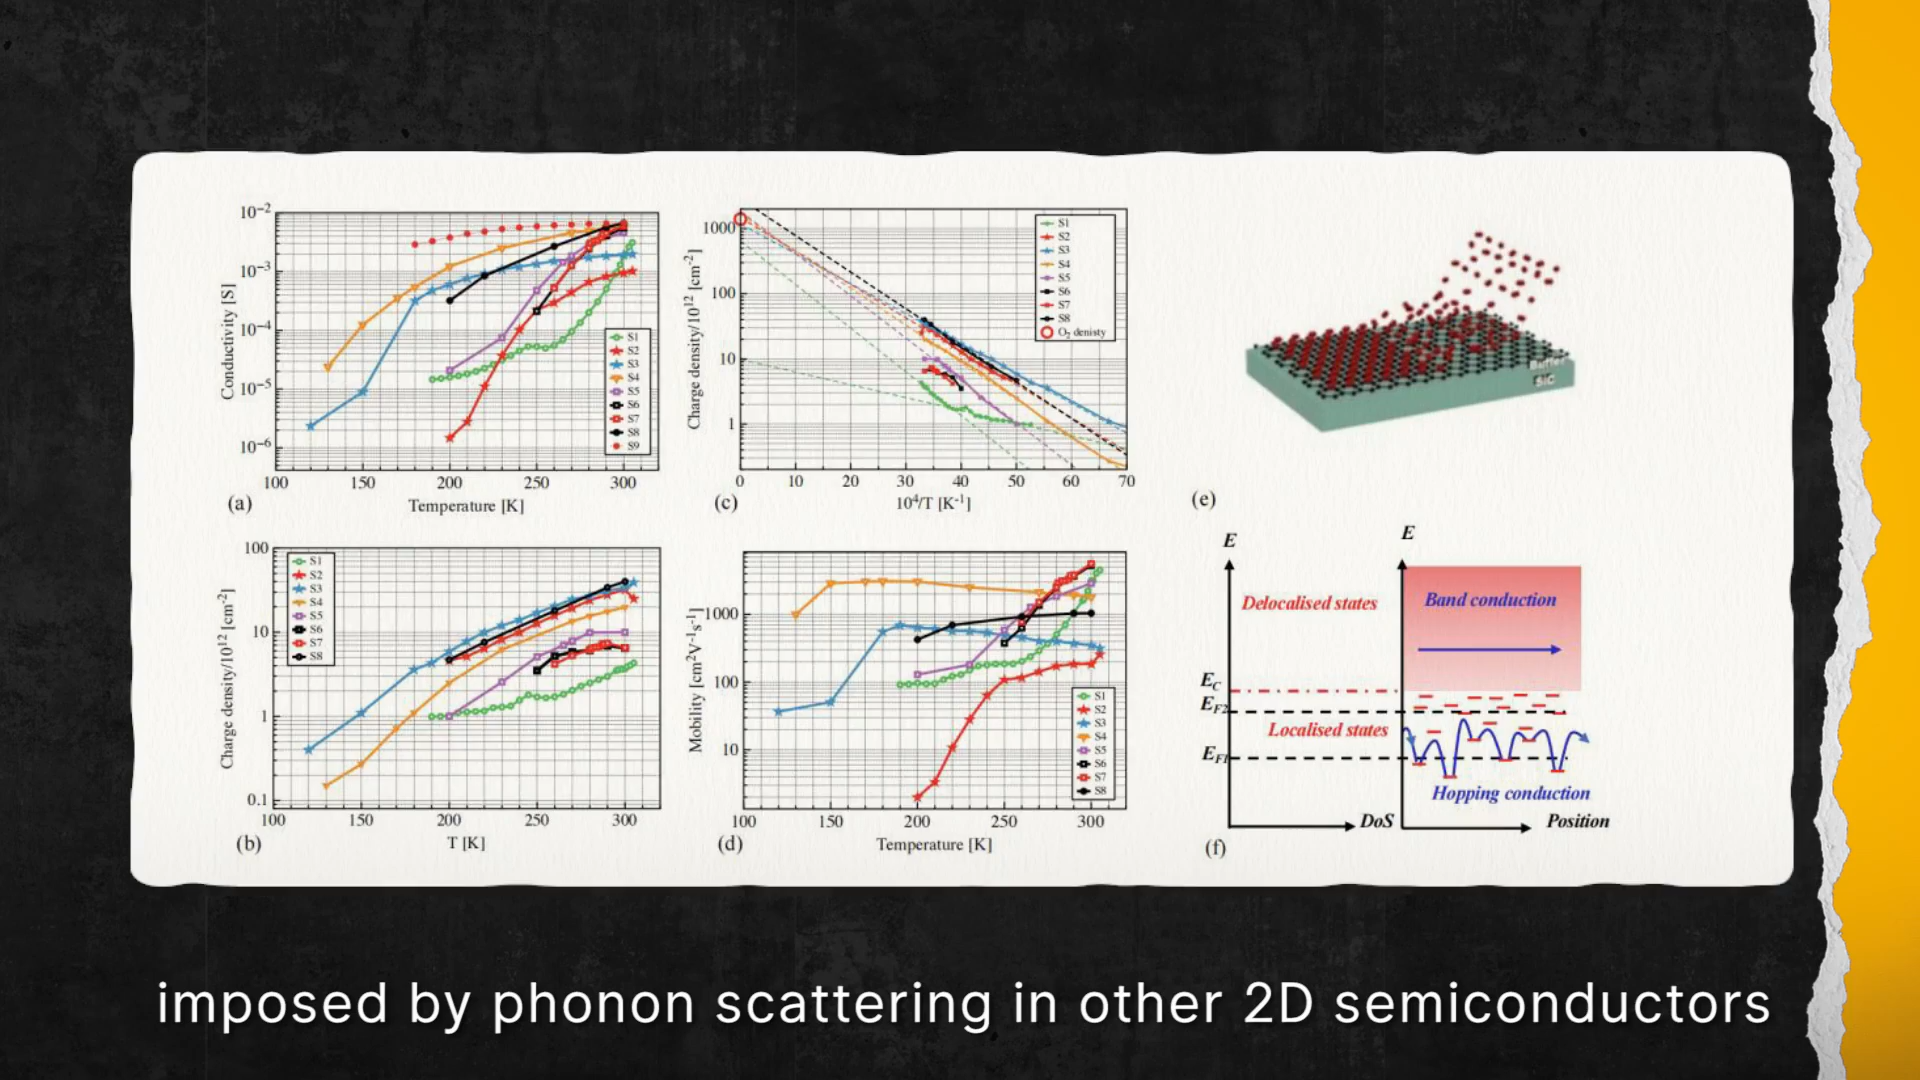 10⁻²
10⁻³
10⁻⁴
10⁻⁵
10⁻⁶
Conductivity [S]
S1
S2
S3
S4
S5
S6
S7
S8
S9
100 150 200 250 300
(a) Temperature [K]
1000
100
10
1
Charge density/10¹² [cm⁻²]
S1
S2
S3
S4
S5
S6
S7
S8
O₂ denisty
0 10 20 30 40 50 60 70
(c) 10⁴/T [K⁻¹]
Buffer
SiC
(e)
100
10
1
0.1
Charge density/10¹² [cm⁻²]
S1
S2
S3
S4
S5
S6
S7
S8
100 150 200 250 300
(b) T [K]
1000
100
10
Mobility [cm²V⁻¹s⁻¹]
S1
S2
S3
S4
S5
S6
S7
S8
100 150 200 250 300
(d) Temperature [K]
E E
Delocalised states Band conduction
E_C
E_F2
Localised states
E_F1
Hopping conduction
DoS Position
(f)
imposed by phonon scattering in other 2D semiconductors